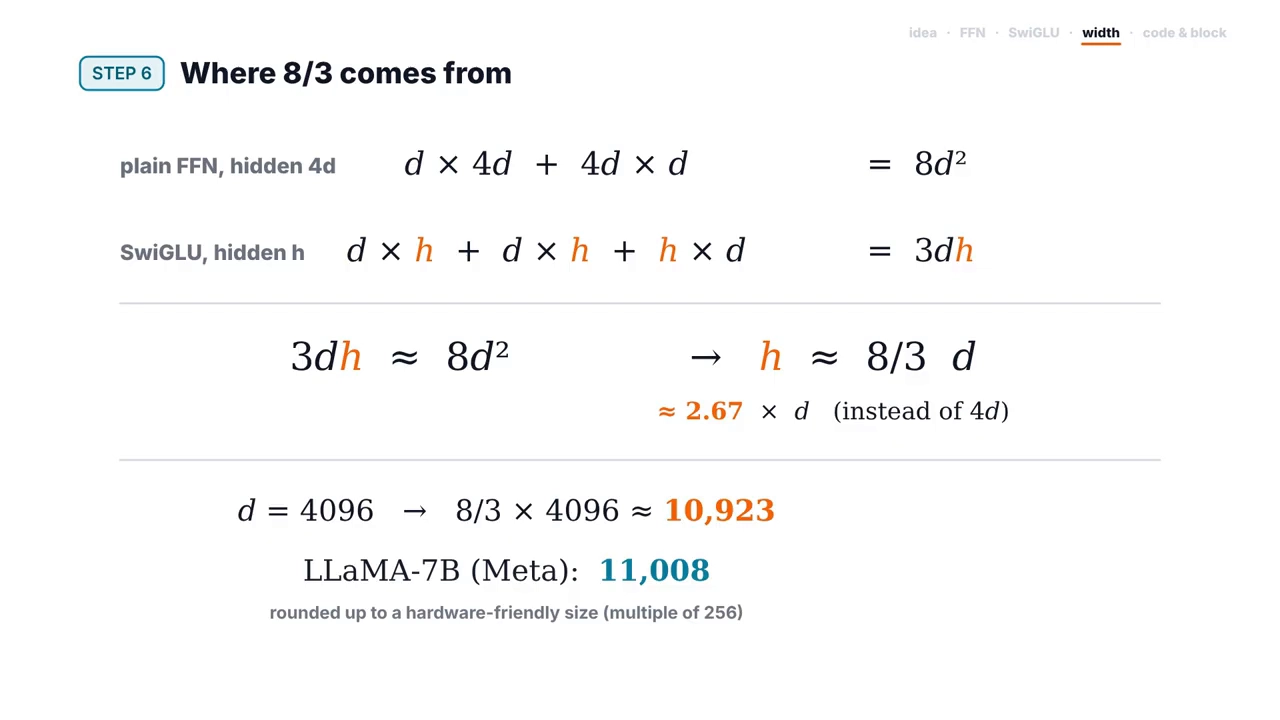 idea · FFN · SwiGLU · width · code & block
STEP 6 Where 8/3 comes from
plain FFN, hidden 4d d × 4d + 4d × d = 8d²
SwiGLU, hidden h d × h + d × h + h × d = 3dh
3dh ≈ 8d² → h ≈ 8/3 d
≈ 2.67 × d (instead of 4d)
d = 4096 → 8/3 × 4096 ≈ 10,923
LLaMA-7B (Meta): 11,008
rounded up to a hardware-friendly size (multiple of 256)